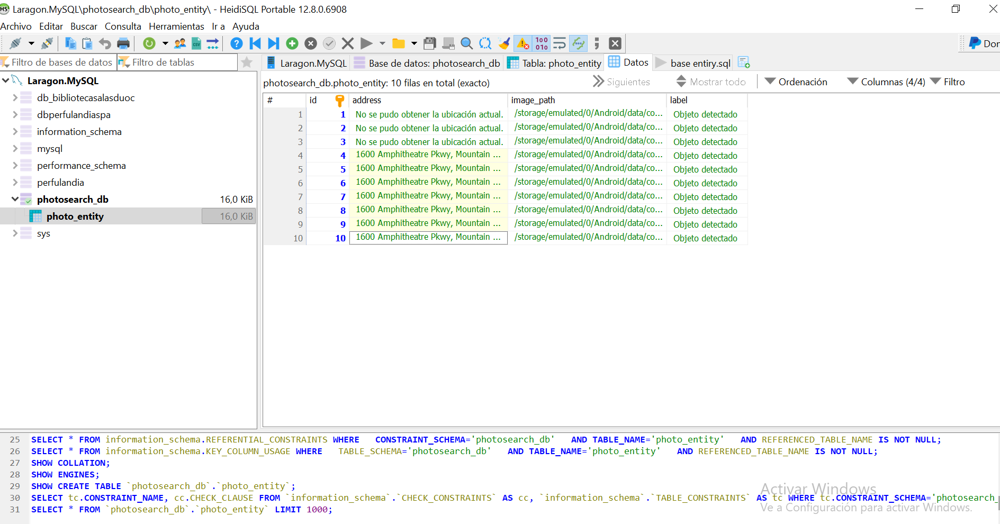 HS Laragon.MySQL\photosearch_db\photo_entity\ - HeidiSQL Portable 12.8.0.6908
Archivo Editar Buscar Consulta Herramientas Ir a Ayuda
Filtro de bases de datos Filtro de tablas
Laragon.MySQL
db_bibliotecasalasduoc
dbperfulandiaspa
information_schema
mysql
performance_schema
perfulandia
photosearch_db 16,0 KiB
photo_entity 16,0 KiB
sys
Laragon.MySQL Base de datos: photosearch_db Tabla: photo_entity Datos base entiry.sql
photosearch_db.photo_entity: 10 filas en total (exacto) Siguientes Mostrar todo Ordenación Columnas (4/4) Filtro
# id address image_path label
1 1 No se pudo obtener la ubicación actual. /storage/emulated/0/Android/data/co... Objeto detectado
2 2 No se pudo obtener la ubicación actual. /storage/emulated/0/Android/data/co... Objeto detectado
3 3 No se pudo obtener la ubicación actual. /storage/emulated/0/Android/data/co... Objeto detectado
4 4 1600 Amphitheatre Pkwy, Mountain ... /storage/emulated/0/Android/data/co... Objeto detectado
5 5 1600 Amphitheatre Pkwy, Mountain ... /storage/emulated/0/Android/data/co... Objeto detectado
6 6 1600 Amphitheatre Pkwy, Mountain ... /storage/emulated/0/Android/data/co... Objeto detectado
7 7 1600 Amphitheatre Pkwy, Mountain ... /storage/emulated/0/Android/data/co... Objeto detectado
8 8 1600 Amphitheatre Pkwy, Mountain ... /storage/emulated/0/Android/data/co... Objeto detectado
9 9 1600 Amphitheatre Pkwy, Mountain ... /storage/emulated/0/Android/data/co... Objeto detectado
10 10 1600 Amphitheatre Pkwy, Mountain ... /storage/emulated/0/Android/data/co... Objeto detectado
25 SELECT * FROM information_schema.REFERENTIAL_CONSTRAINTS WHERE CONSTRAINT_SCHEMA='photosearch_db' AND TABLE_NAME='photo_entity' AND REFERENCED_TABLE_NAME IS NOT NULL;
26 SELECT * FROM information_schema.KEY_COLUMN_USAGE WHERE TABLE_SCHEMA='photosearch_db' AND TABLE_NAME='photo_entity' AND REFERENCED_TABLE_NAME IS NOT NULL;
27 SHOW COLLATION;
28 SHOW ENGINES;
29 SHOW CREATE TABLE `photosearch_db`.`photo_entity`;
30 SELECT tc.CONSTRAINT_NAME, cc.CHECK_CLAUSE FROM `information_schema`.`CHECK_CONSTRAINTS` AS cc, `information_schema`.`TABLE_CONSTRAINTS` AS tc WHERE tc.CONSTRAINT_SCHEMA='photosearch_
31 SELECT * FROM `photosearch_db`.`photo_entity` LIMIT 1000;
Activar Windows
Ve a Configuración para activar Windows.
100
010
CSV
Don